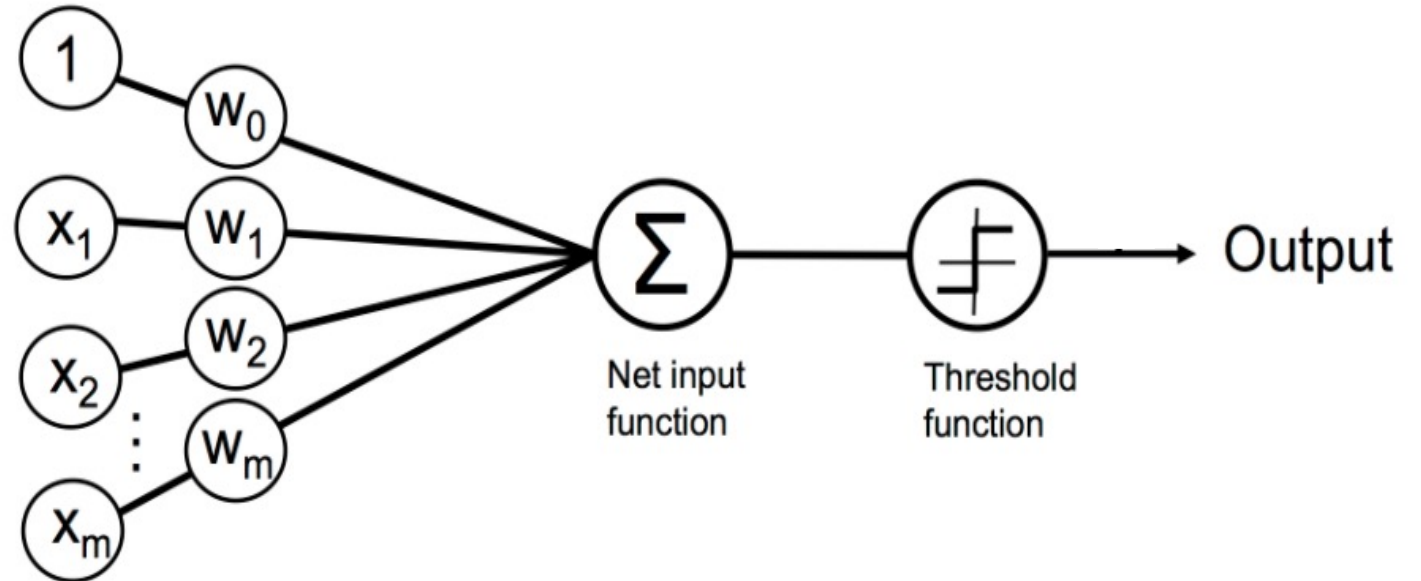 1
w₀
x₁
w₁
x₂
w₂
⋮
xₘ
wₘ
Σ
Net input
function
Threshold
function
Output